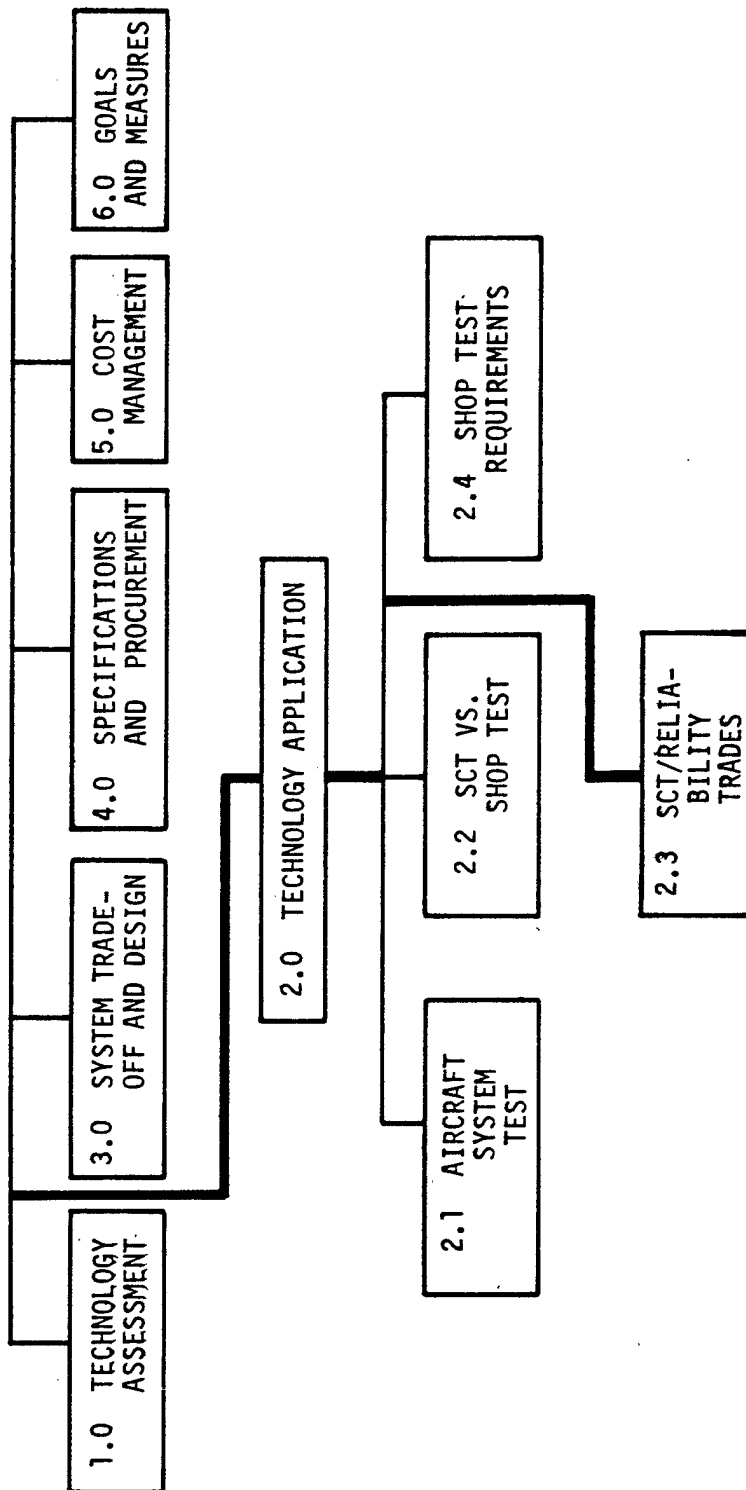 1.0 TECHNOLOGY
ASSESSMENT
3.0 SYSTEM TRADE-
OFF AND DESIGN
4.0 SPECIFICATIONS
AND PROCUREMENT
5.0 COST
MANAGEMENT
6.0 GOALS
AND MEASURES
2.0 TECHNOLOGY APPLICATION
2.1 AIRCRAFT
SYSTEM
TEST
2.2 SCT VS.
SHOP TEST
2.4 SHOP TEST
REQUIREMENTS
2.3 SCT/RELIA-
BILITY
TRADES